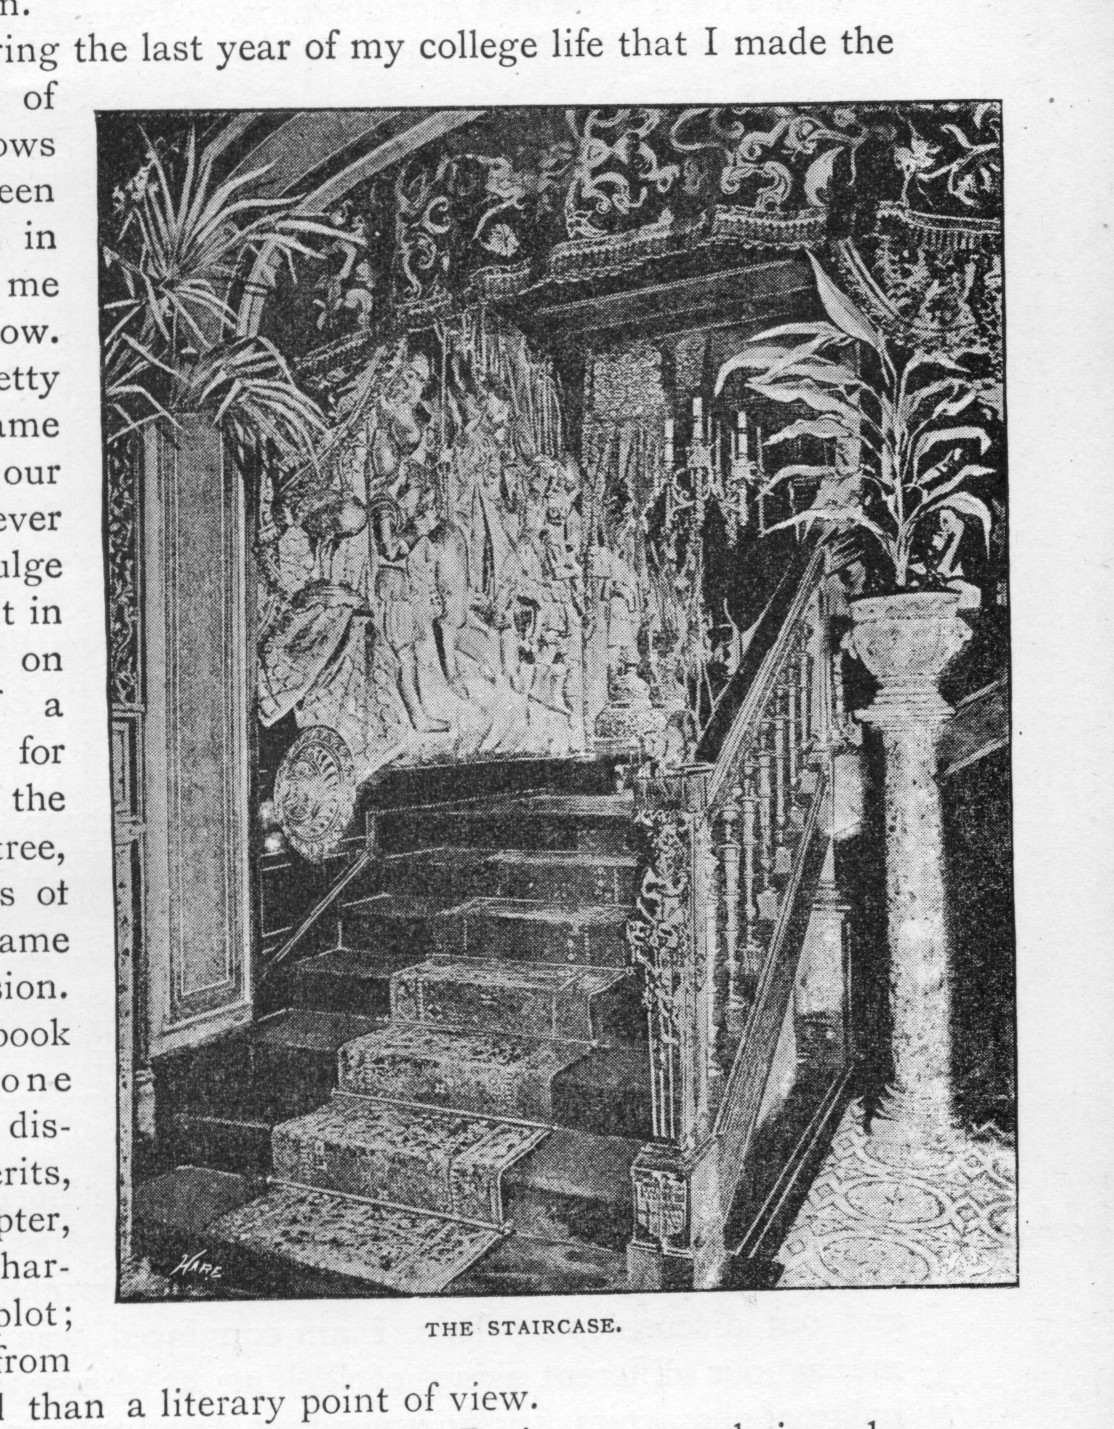 n.
ring the last year of my college life that I made the
of
ows
een
in
me
ow.
etty
ame
our
ever
ulge
t in
on
a
for
the
tree,
s of
ame
sion.
book
one
dis-
erits,
pter,
har-
plot;
from
l than a literary point of view.
HARE
THE STAIRCASE.